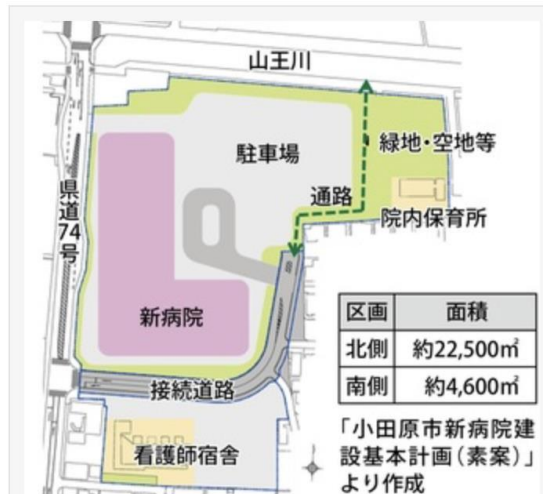 山王川
駐車場
緑地・空地等
通路
院内保育所
県道74号
新病院
区画 面積
北側 約22,500㎡
南側 約4,600㎡
接続道路
看護師宿舎
「小田原市新病院建
設基本計画(素案)」
より作成